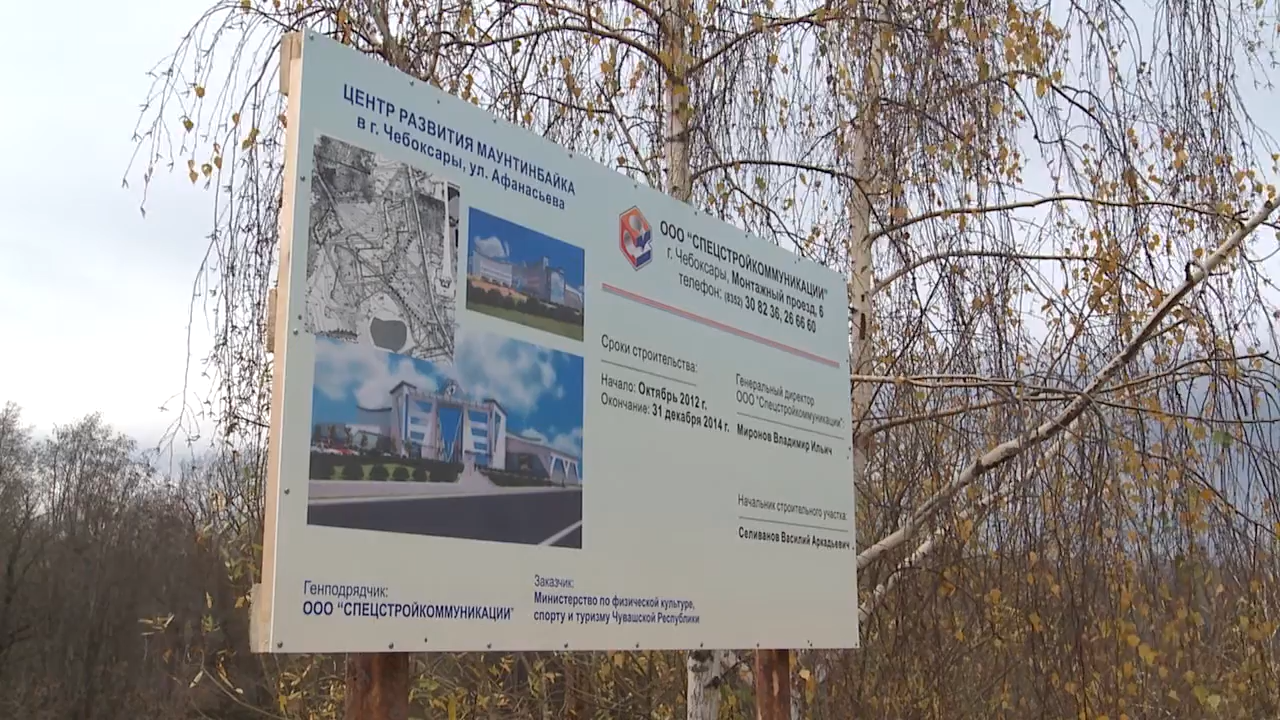 ЦЕНТР РАЗВИТИЯ МАУНТИНБАЙКА
в г. Чебоксары, ул. Афанасьева
ООО "СПЕЦСТРОЙКОММУНИКАЦИИ"
г. Чебоксары, Монтажный проезд, 6
телефон: (8352) 30 82 36, 26 66 60
Сроки строительства:
Начало: Октябрь 2012 г.
Окончание: 31 декабря 2014 г.
Генеральный директор
ООО "Спецстройкоммуникации":
Миронов Владимир Ильич
Начальник строительного участка:
Селиванов Василий Аркадьевич
Генподрядчик:
ООО "СПЕЦСТРОЙКОММУНИКАЦИИ"
Заказчик:
Министерство по физической культуре,
спорту и туризму Чувашской Республики